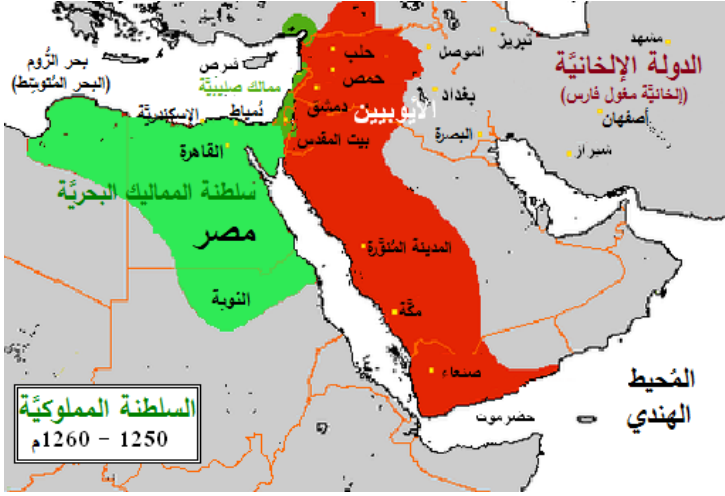 مشهد
تبريز
الموصل
حلب
الدولة الإلخانيَّة
(إلخانيَّة مغول فارس)
بحر الرُّوم
(البحر المُتوسِّط)
قبرص
ممالك صليبيَّة
حمص
بغداد
دمشق
الأيوبيين
أصفهان
الإسكندريَّة
دُمياط
البصرة
بيت المقدس
القاهرة
شيراز
سلطنة المماليك البحريَّة
مصر
المدينة المُنوَّرة
النوبة
مكَّة
صنعاء
المُحيط
الهندي
حضرموت
السلطنة المملوكيَّة
1250 – 1260م